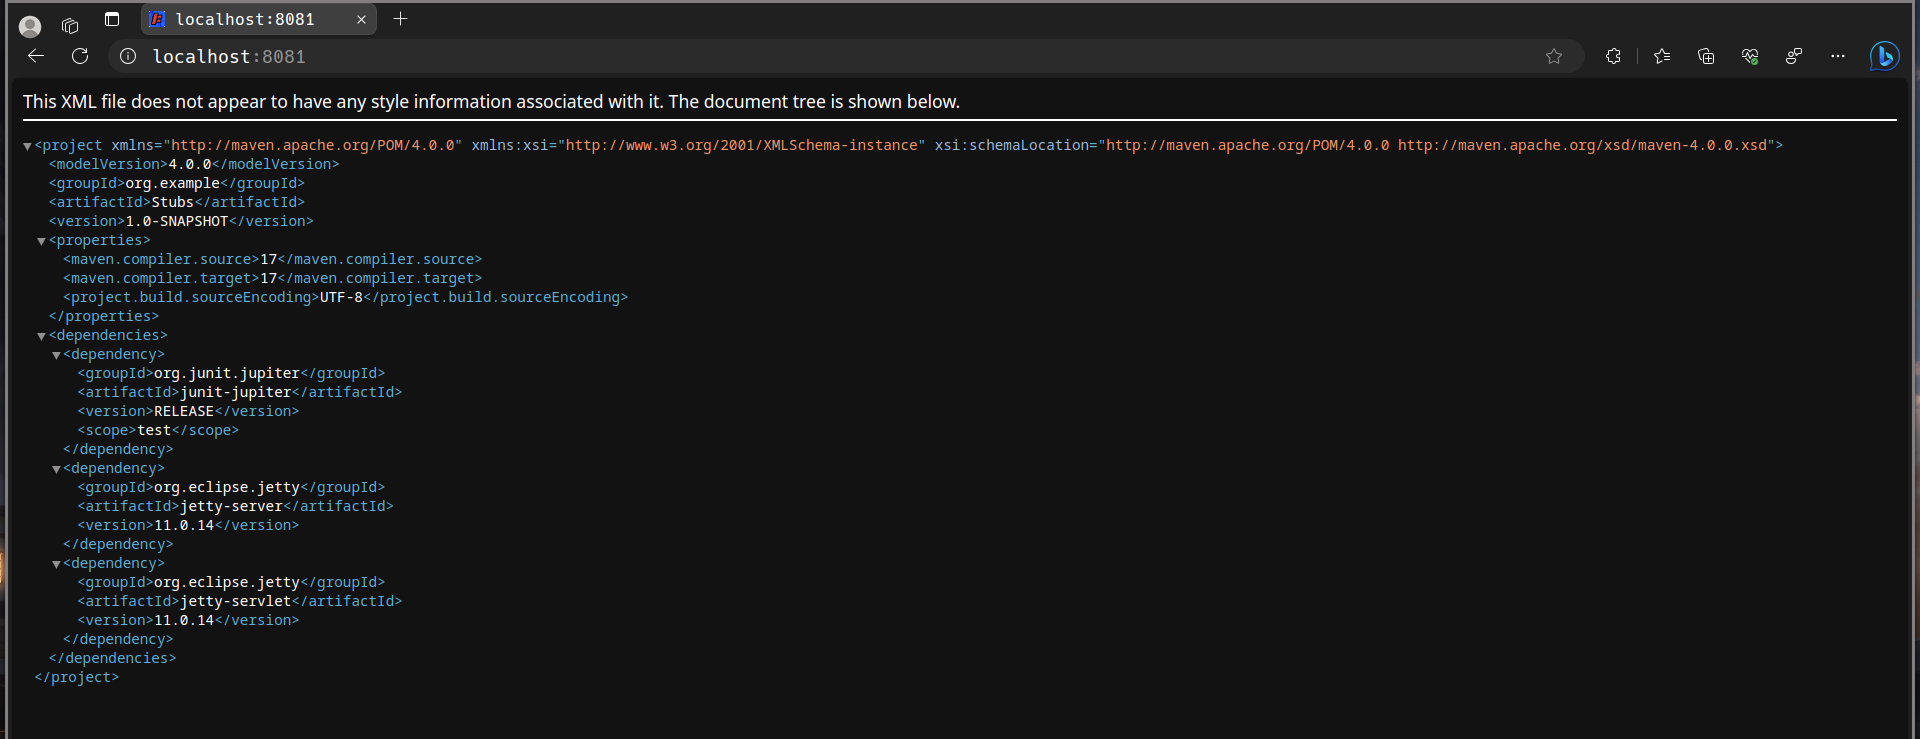 localhost:8081
localhost:8081
This XML file does not appear to have any style information associated with it. The document tree is shown below.
<project xmlns="http://maven.apache.org/POM/4.0.0" xmlns:xsi="http://www.w3.org/2001/XMLSchema-instance" xsi:schemaLocation="http://maven.apache.org/POM/4.0.0 http://maven.apache.org/xsd/maven-4.0.0.xsd">
<modelVersion>4.0.0</modelVersion>
<groupId>org.example</groupId>
<artifactId>Stubs</artifactId>
<version>1.0-SNAPSHOT</version>
<properties>
<maven.compiler.source>17</maven.compiler.source>
<maven.compiler.target>17</maven.compiler.target>
<project.build.sourceEncoding>UTF-8</project.build.sourceEncoding>
</properties>
<dependencies>
<dependency>
<groupId>org.junit.jupiter</groupId>
<artifactId>junit-jupiter</artifactId>
<version>RELEASE</version>
<scope>test</scope>
</dependency>
<dependency>
<groupId>org.eclipse.jetty</groupId>
<artifactId>jetty-server</artifactId>
<version>11.0.14</version>
</dependency>
<dependency>
<groupId>org.eclipse.jetty</groupId>
<artifactId>jetty-servlet</artifactId>
<version>11.0.14</version>
</dependency>
</dependencies>
</project>